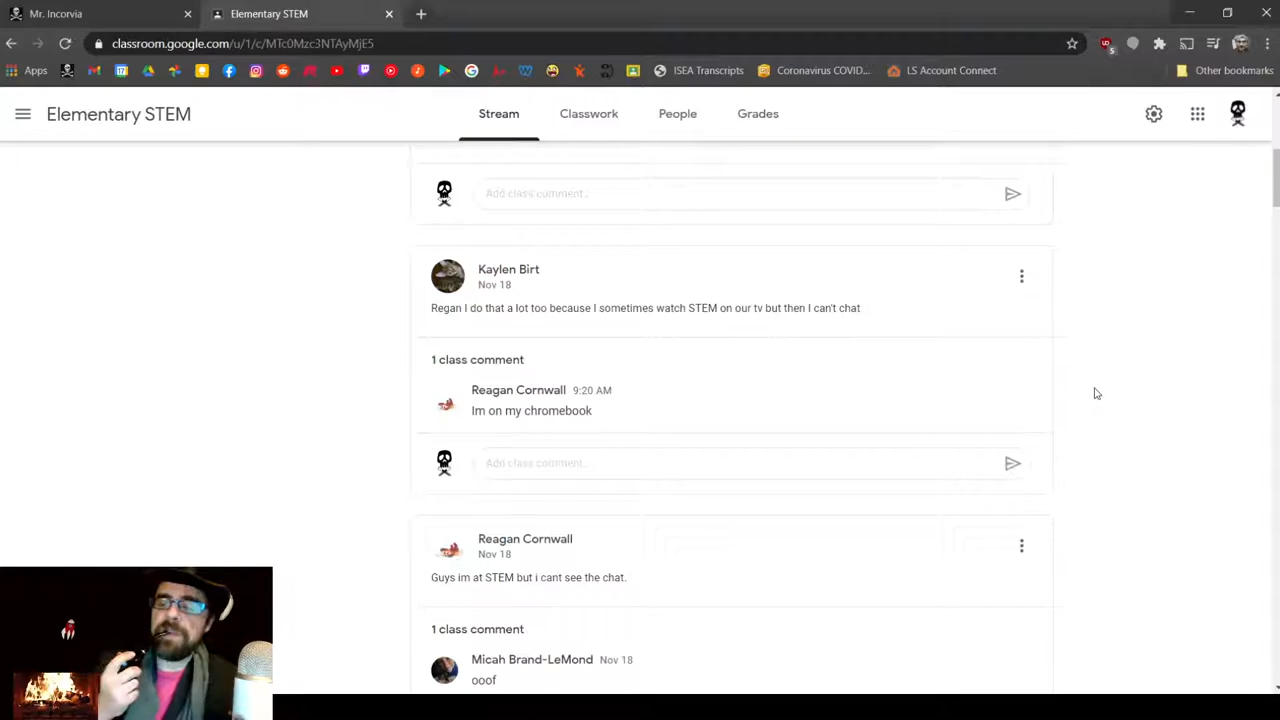 Mr. Incorvia
Elementary STEM
classroom.google.com/u/1/c/MTc0Mzc3NTAyMjE5
Apps
ISEA Transcripts
Coronavirus COVID...
LS Account Connect
Other bookmarks
Elementary STEM
Stream
Classwork
People
Grades
Add class comment...
Kaylen Birt
Nov 18
Regan I do that a lot too because I sometimes watch STEM on our tv but then I can't chat
1 class comment
Reagan Cornwall 9:20 AM
Im on my chromebook
Add class comment...
Reagan Cornwall
Nov 18
Guys im at STEM but i cant see the chat.
1 class comment
Micah Brand-LeMond Nov 18
ooof